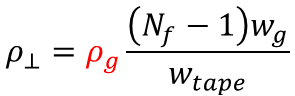 ρ⊥ = ρg (Nf − 1)wg / wtape